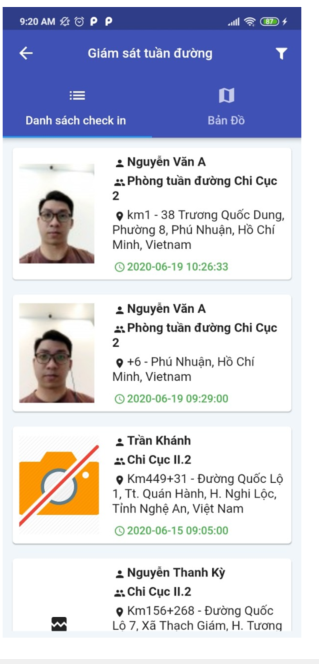 9:20 AM
87
Giám sát tuần đường
Danh sách check in
Bản Đồ
Nguyễn Văn A
Phòng tuần đường Chi Cục
2
km1 - 38 Trương Quốc Dung,
Phường 8, Phú Nhuận, Hồ Chí
Minh, Vietnam
2020-06-19 10:26:33
Nguyễn Văn A
Phòng tuần đường Chi Cục
2
+6 - Phú Nhuận, Hồ Chí
Minh, Vietnam
2020-06-19 09:29:00
Trần Khánh
Chi Cục II.2
Km449+31 - Đường Quốc Lộ
1, Tt. Quán Hành, H. Nghi Lộc,
Tỉnh Nghệ An, Việt Nam
2020-06-15 09:05:00
Nguyễn Thanh Kỳ
Chi Cục II.2
Km156+268 - Đường Quốc
Lộ 7, Xã Thạch Giám, H. Tương